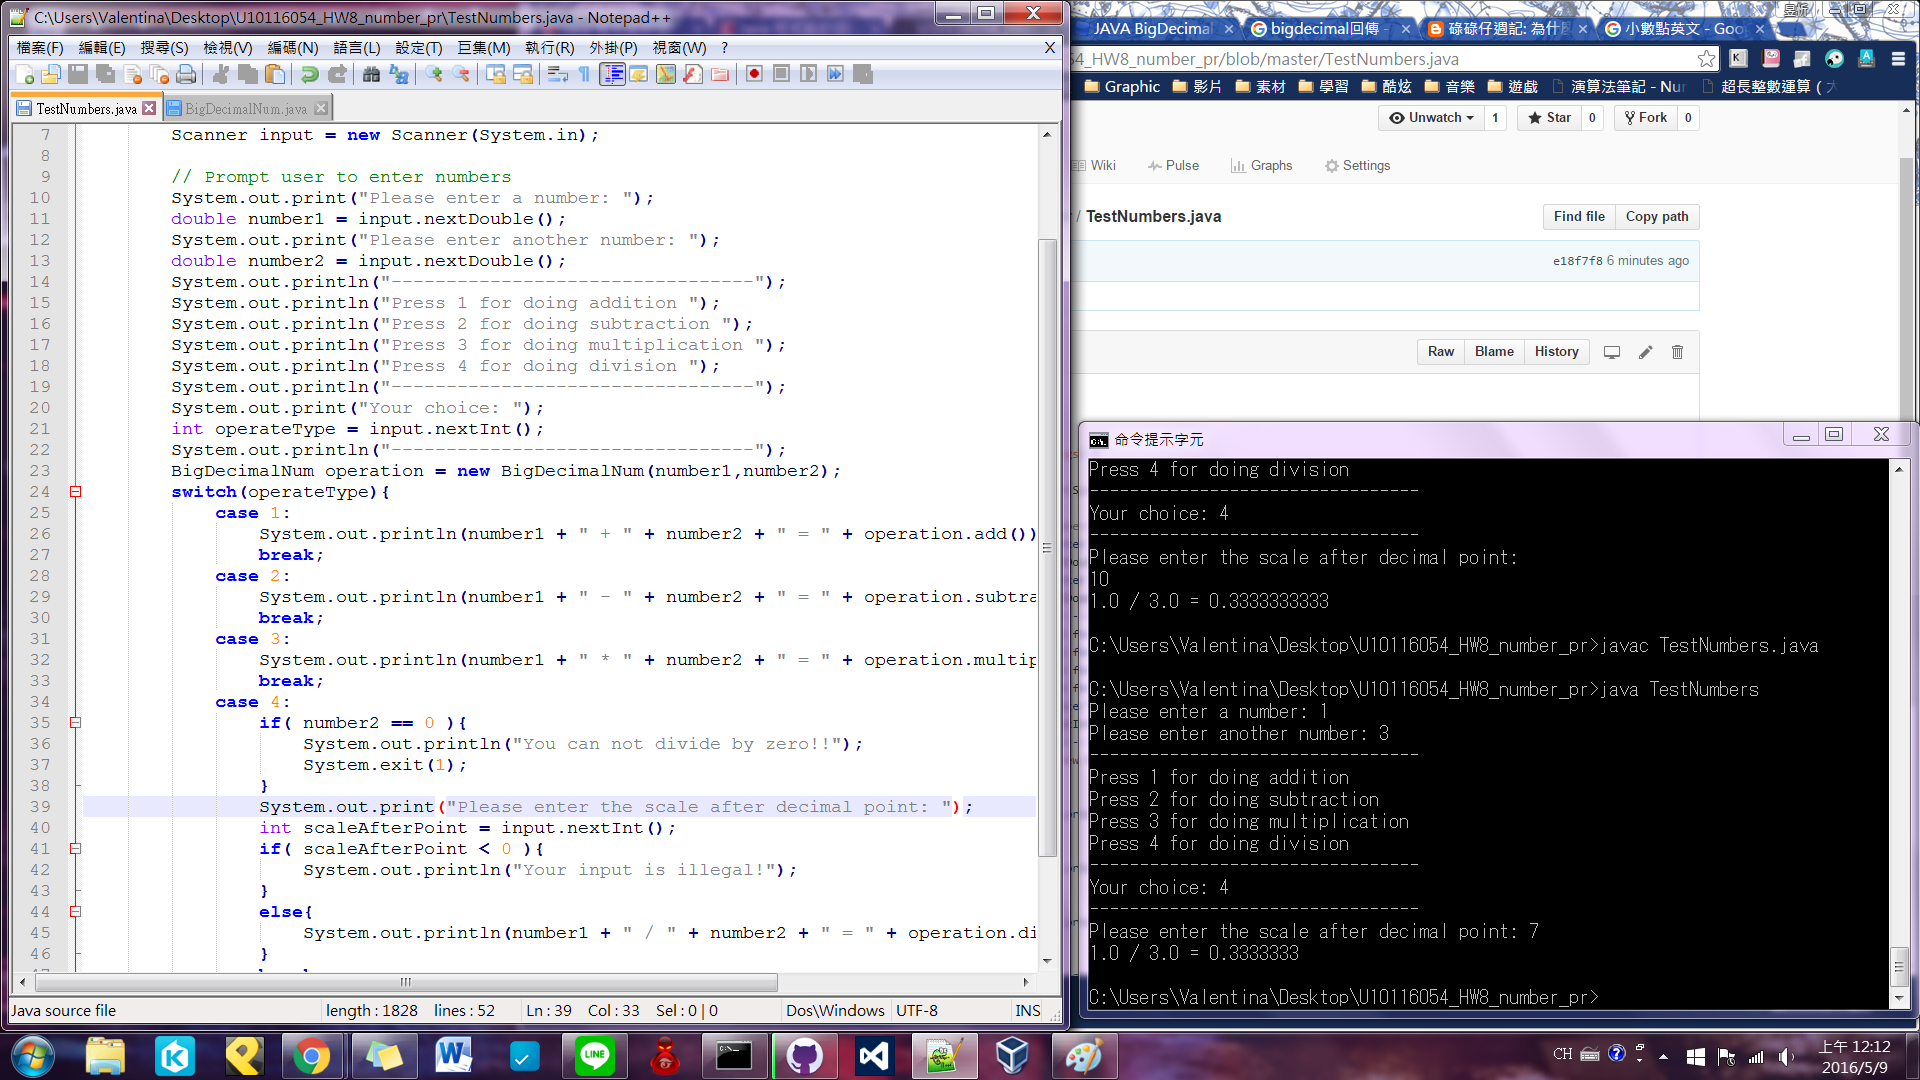 C:\Users\Valentina\Desktop\U10116054_HW8_number_pr\TestNumbers.java - Notepad++
檔案(F) 編輯(E) 搜尋(S) 檢視(V) 編碼(N) 語言(L) 設定(T) 巨集(M) 執行(R) 外掛(P) 視窗(W) ? X
TestNumbers.java BigDecimalNum.java
7 Scanner input = new Scanner(System.in);
8
9 // Prompt user to enter numbers
10 System.out.print("Please enter a number: ");
11 double number1 = input.nextDouble();
12 System.out.print("Please enter another number: ");
13 double number2 = input.nextDouble();
14 System.out.println("---------------------------------");
15 System.out.println("Press 1 for doing addition ");
16 System.out.println("Press 2 for doing subtraction ");
17 System.out.println("Press 3 for doing multiplication ");
18 System.out.println("Press 4 for doing division ");
19 System.out.println("---------------------------------");
20 System.out.print("Your choice: ");
21 int operateType = input.nextInt();
22 System.out.println("---------------------------------");
23 BigDecimalNum operation = new BigDecimalNum(number1,number2);
24 switch(operateType){
25 case 1:
26 System.out.println(number1 + " + " + number2 + " = " + operation.add())
27 break;
28 case 2:
29 System.out.println(number1 + " - " + number2 + " = " + operation.subtra
30 break;
31 case 3:
32 System.out.println(number1 + " * " + number2 + " = " + operation.multip
33 break;
34 case 4:
35 if( number2 == 0 ){
36 System.out.println("You can not divide by zero!!");
37 System.exit(1);
38 }
39 System.out.print("Please enter the scale after decimal point: ");
40 int scaleAfterPoint = input.nextInt();
41 if( scaleAfterPoint < 0 ){
42 System.out.println("Your input is illegal!");
43 }
44 else{
45 System.out.println(number1 + " / " + number2 + " = " + operation.di
46 }
Java source file length : 1828 lines : 52 Ln : 39 Col : 33 Sel : 0 | 0 Dos\Windows UTF-8 INS
JAVA BigDecimal bigdecimal回傳 - 碌碌仔週記: 為什 小數點英文 - Goo
_HW8_number_pr/blob/master/TestNumbers.java
Graphic 影片 素材 學習 酷炫 音樂 遊戲 演算法筆記 - Nu 超長整數運算 (
Unwatch 1 Star 0 Fork 0
Wiki Pulse Graphs Settings
/ TestNumbers.java Find file Copy path
e18f7f8 6 minutes ago
Raw Blame History
命令提示字元
Press 4 for doing division
---------------------------------
Your choice: 4
---------------------------------
Please enter the scale after decimal point:
10
1.0 / 3.0 = 0.3333333333
C:\Users\Valentina\Desktop\U10116054_HW8_number_pr>javac TestNumbers.java
C:\Users\Valentina\Desktop\U10116054_HW8_number_pr>java TestNumbers
Please enter a number: 1
Please enter another number: 3
---------------------------------
Press 1 for doing addition
Press 2 for doing subtraction
Press 3 for doing multiplication
Press 4 for doing division
---------------------------------
Your choice: 4
---------------------------------
Please enter the scale after decimal point: 7
1.0 / 3.0 = 0.3333333
C:\Users\Valentina\Desktop\U10116054_HW8_number_pr>
LINE
CH
上午 12:12
2016/5/9